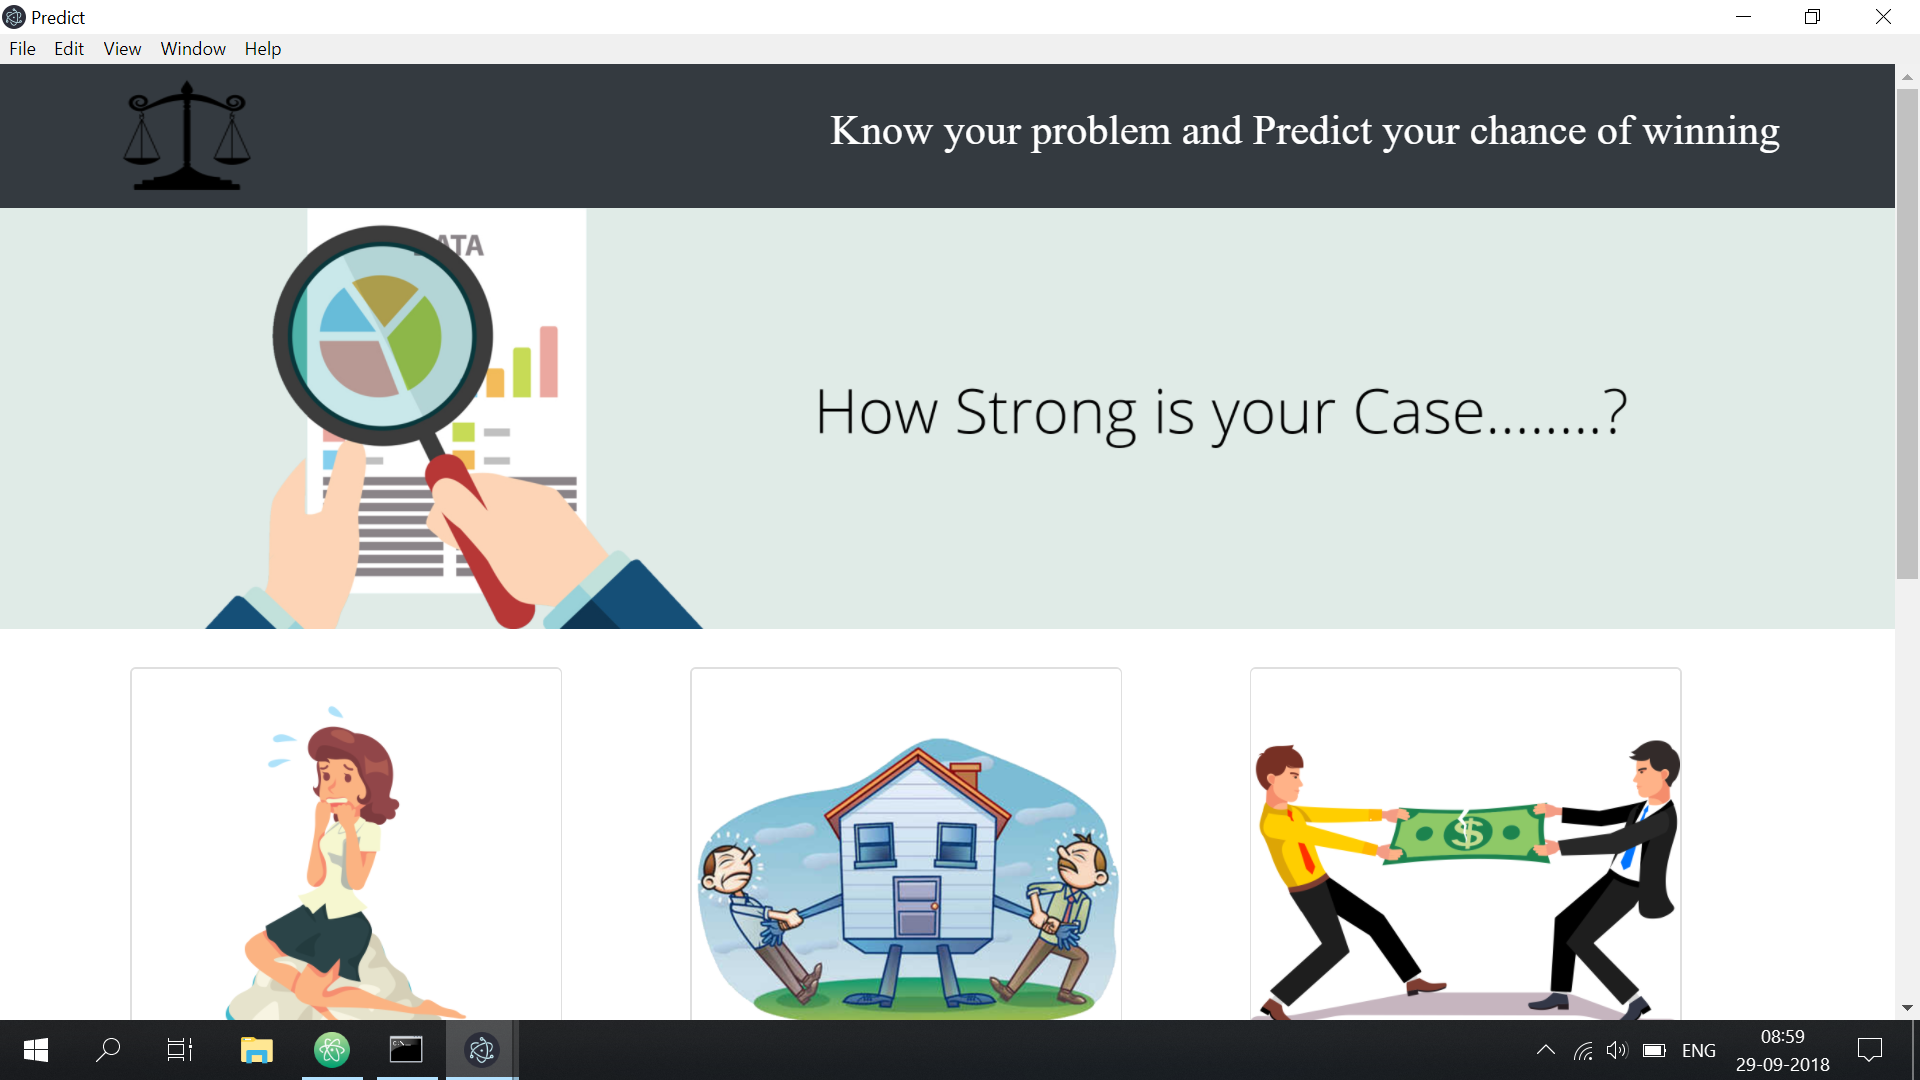 Predict
File Edit View Window Help
Know your problem and Predict your chance of winning
How Strong is your Case........?
$
ENG
08:59
29-09-2018